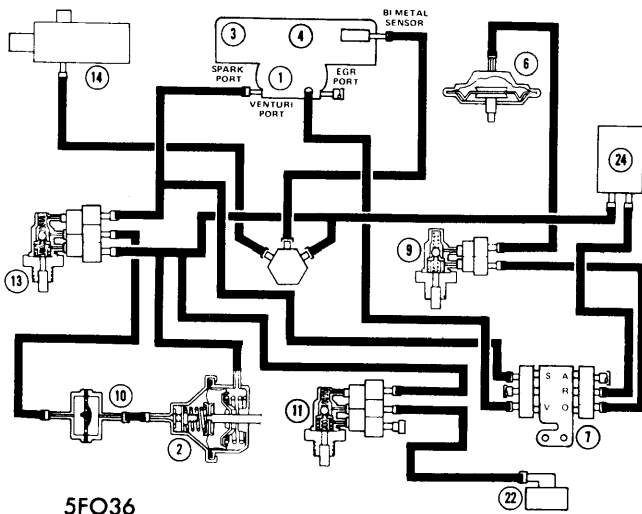 BI METAL
SENSOR
3
4
14
6
SPARK
PORT
1
EGR
PORT
VENTURI
PORT
24
9
13
S A
R
V O
10
11
2
7
22
5FO36